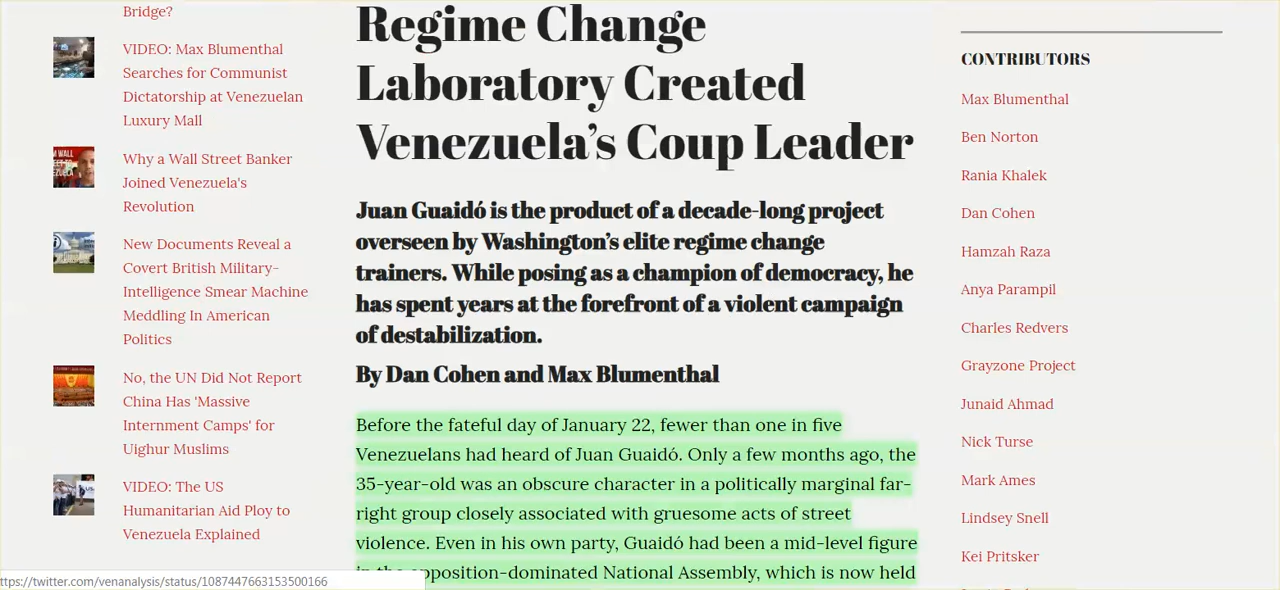 Bridge?
VIDEO: Max Blumenthal
Searches for Communist
Dictatorship at Venezuelan
Luxury Mall
Why a Wall Street Banker
Joined Venezuela's
Revolution
New Documents Reveal a
Covert British Military-
Intelligence Smear Machine
Meddling In American
Politics
No, the UN Did Not Report
China Has 'Massive
Internment Camps' for
Uighur Muslims
VIDEO: The US
Humanitarian Aid Ploy to
Venezuela Explained
Regime Change
Laboratory Created
Venezuela’s Coup Leader
Juan Guaidó is the product of a decade-long project
overseen by Washington’s elite regime change
trainers. While posing as a champion of democracy, he
has spent years at the forefront of a violent campaign
of destabilization.
By Dan Cohen and Max Blumenthal
Before the fateful day of January 22, fewer than one in five
Venezuelans had heard of Juan Guaidó. Only a few months ago, the
35-year-old was an obscure character in a politically marginal far-
right group closely associated with gruesome acts of street
violence. Even in his own party, Guaidó had been a mid-level figure
in the opposition-dominated National Assembly, which is now held
CONTRIBUTORS
Max Blumenthal
Ben Norton
Rania Khalek
Dan Cohen
Hamzah Raza
Anya Parampil
Charles Redvers
Grayzone Project
Junaid Ahmad
Nick Turse
Mark Ames
Lindsey Snell
Kei Pritsker
ttps://twitter.com/venanalysis/status/1087447663153500166